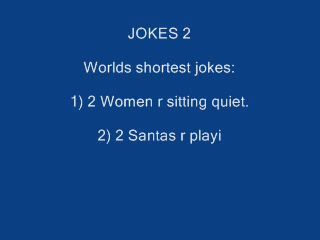 JOKES 2
Worlds shortest jokes:
1) 2 Women r sitting quiet.
2) 2 Santas r playi